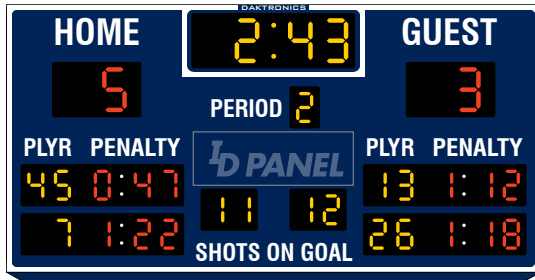 DAKTRONICS
HOME 2:43 GUEST
5 3
PERIOD 2
PLYR PENALTY ID PANEL PLYR PENALTY
45 0:47 13 1:12
7 1:22 11 12 26 1:18
SHOTS ON GOAL